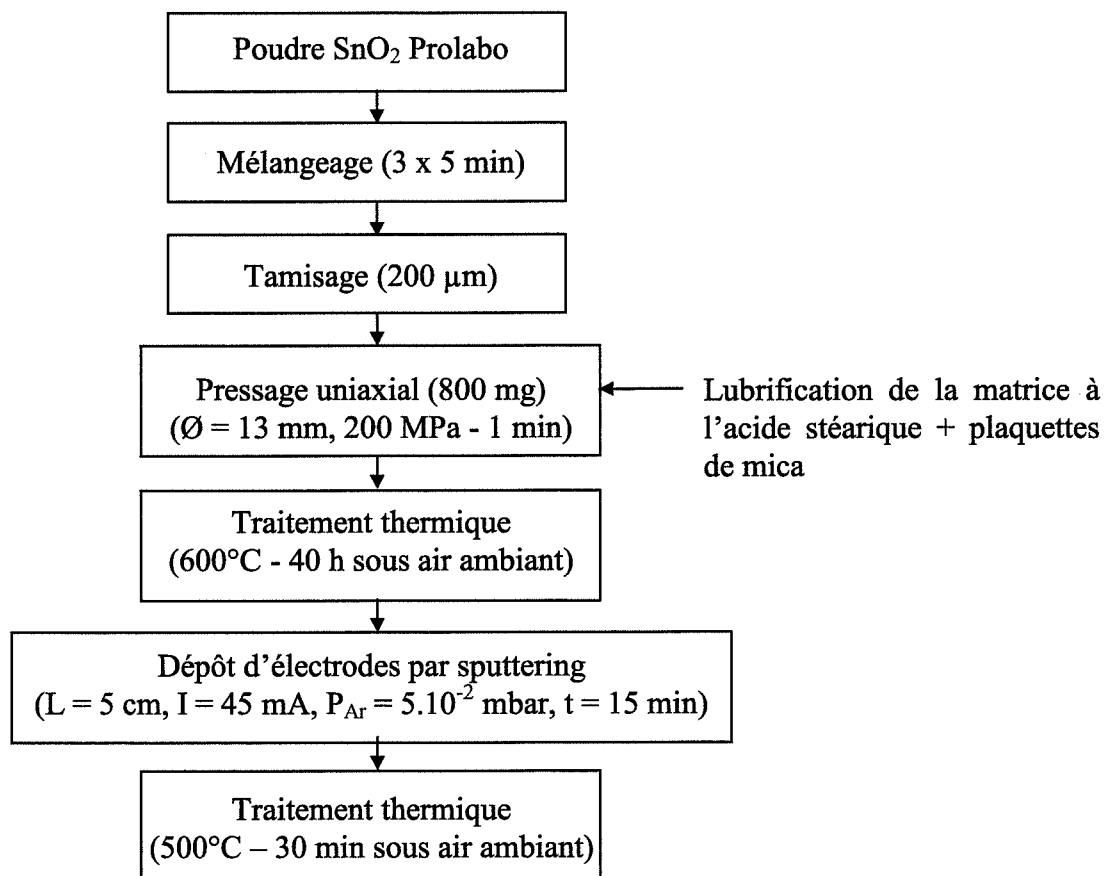 Poudre SnO₂ Prolabo
Mélangeage (3 x 5 min)
Tamisage (200 µm)
Pressage uniaxial (800 mg)
(Ø = 13 mm, 200 MPa - 1 min)
Lubrification de la matrice à
l'acide stéarique + plaquettes
de mica
Traitement thermique
(600°C - 40 h sous air ambiant)
Dépôt d'électrodes par sputtering
(L = 5 cm, I = 45 mA, P_Ar = 5.10⁻² mbar, t = 15 min)
Traitement thermique
(500°C – 30 min sous air ambiant)